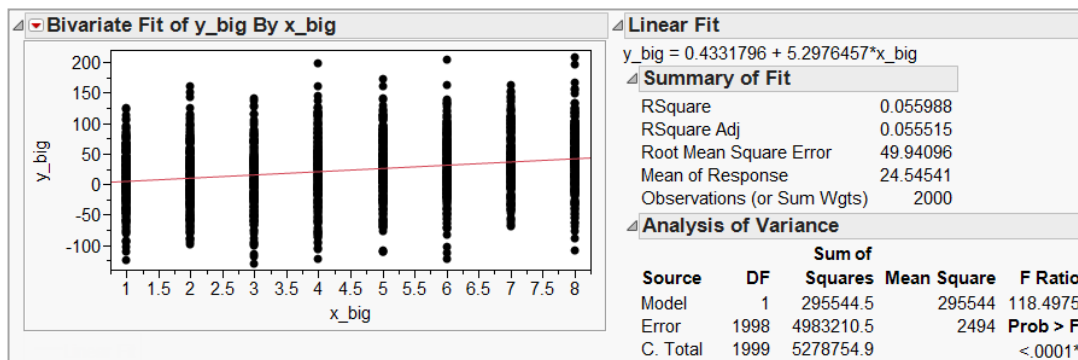 Bivariate Fit of y_big By x_big
200
150
100
50
0
-50
-100
y_big
1 1.5 2 2.5 3 3.5 4 4.5 5 5.5 6 6.5 7 7.5 8
x_big
Linear Fit
y_big = 0.4331796 + 5.2976457*x_big
Summary of Fit
RSquare 0.055988
RSquare Adj 0.055515
Root Mean Square Error 49.94096
Mean of Response 24.54541
Observations (or Sum Wgts) 2000
Analysis of Variance
Sum of
Source DF Squares Mean Square F Ratio
Model 1 295544.5 295544 118.4975
Error 1998 4983210.5 2494 Prob > F
C. Total 1999 5278754.9 <.0001*